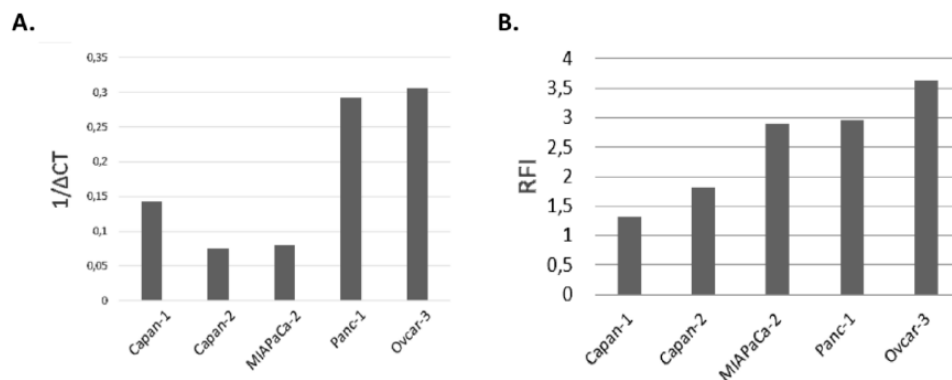 A.
1/ΔCT
0,35
0,3
0,25
0,2
0,15
0,1
0,05
0
Capan-1
Capan-2
MIAPaCa-2
Panc-1
Ovcar-3
B.
RFI
4
3,5
3
2,5
2
1,5
1
0,5
0
Capan-1
Capan-2
MIAPaCa-2
Panc-1
Ovcar-3